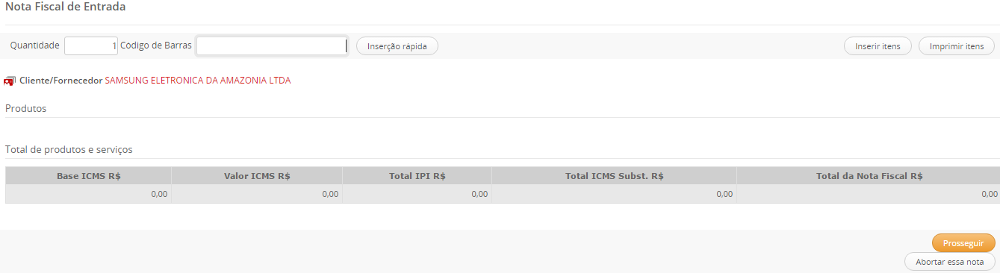 Nota Fiscal de Entrada
Quantidade 1 Codigo de Barras Inserção rápida Inserir itens Imprimir itens
Cliente/Fornecedor SAMSUNG ELETRONICA DA AMAZONIA LTDA
Produtos
Total de produtos e serviços
Base ICMS R$ Valor ICMS R$ Total IPI R$ Total ICMS Subst. R$ Total da Nota Fiscal R$
0,00 0,00 0,00 0,00 0,00
Prosseguir
Abortar essa nota